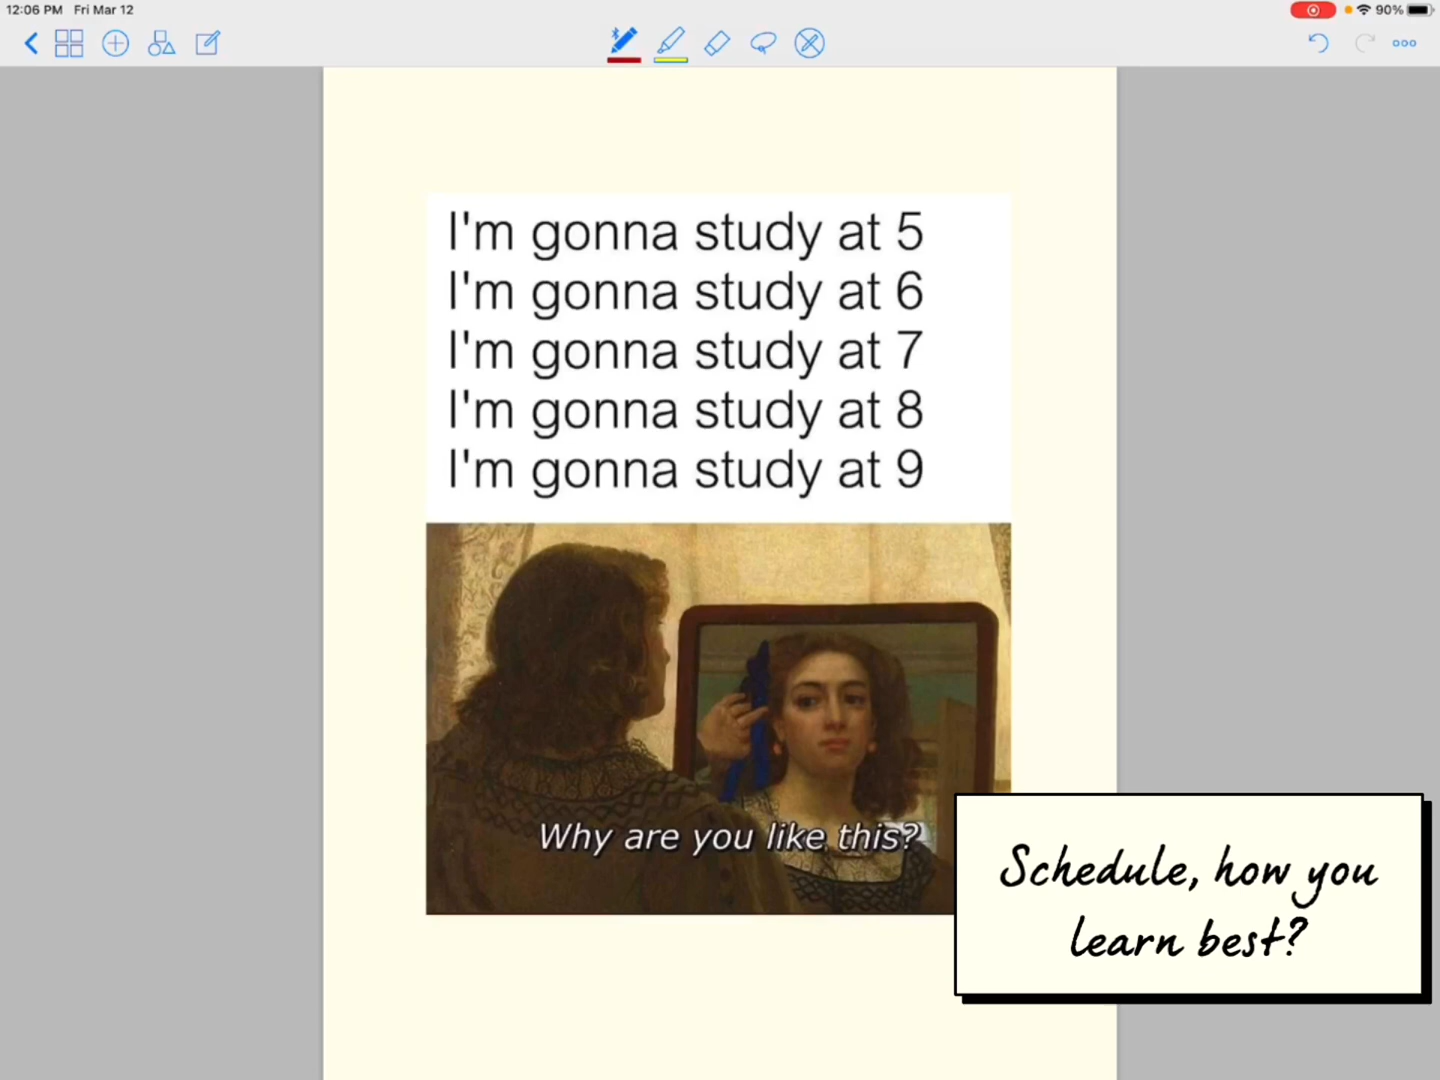 12:06 PM Fri Mar 12
90%
I'm gonna study at 5
I'm gonna study at 6
I'm gonna study at 7
I'm gonna study at 8
I'm gonna study at 9
Why are you like this?
Schedule, how you
learn best?